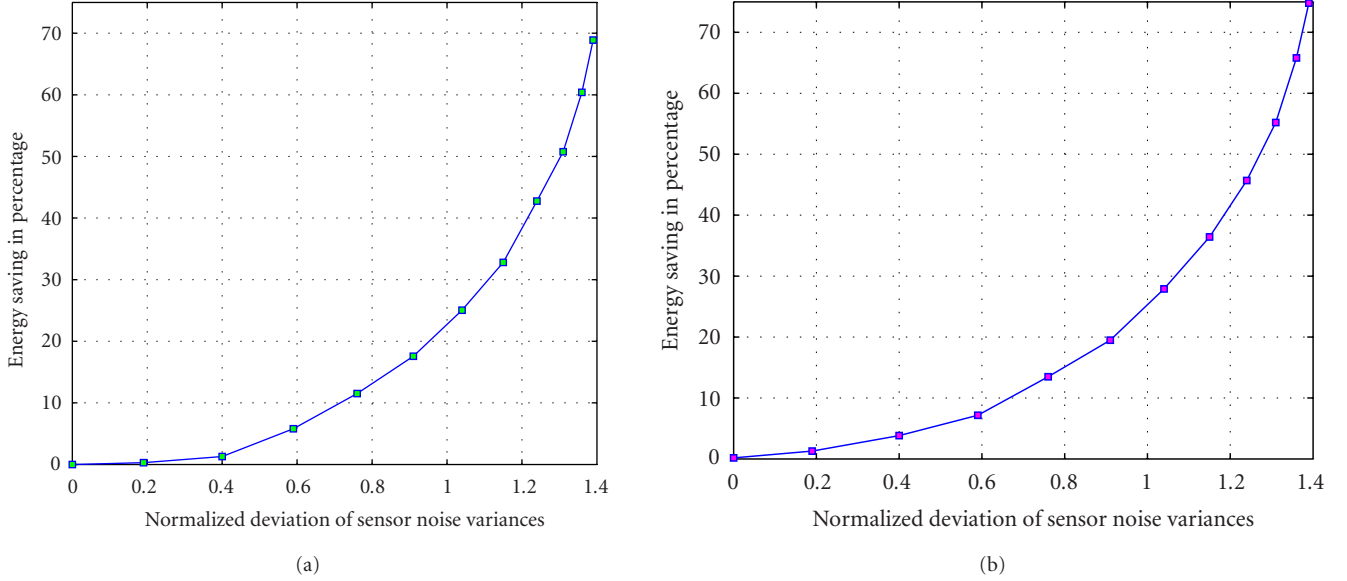 70
60
50
40
30
20
10
0
Energy saving in percentage
0 0.2 0.4 0.6 0.8 1 1.2 1.4
Normalized deviation of sensor noise variances
(a)
70
60
50
40
30
20
10
0
Energy saving in percentage
0 0.2 0.4 0.6 0.8 1 1.2 1.4
Normalized deviation of sensor noise variances
(b)